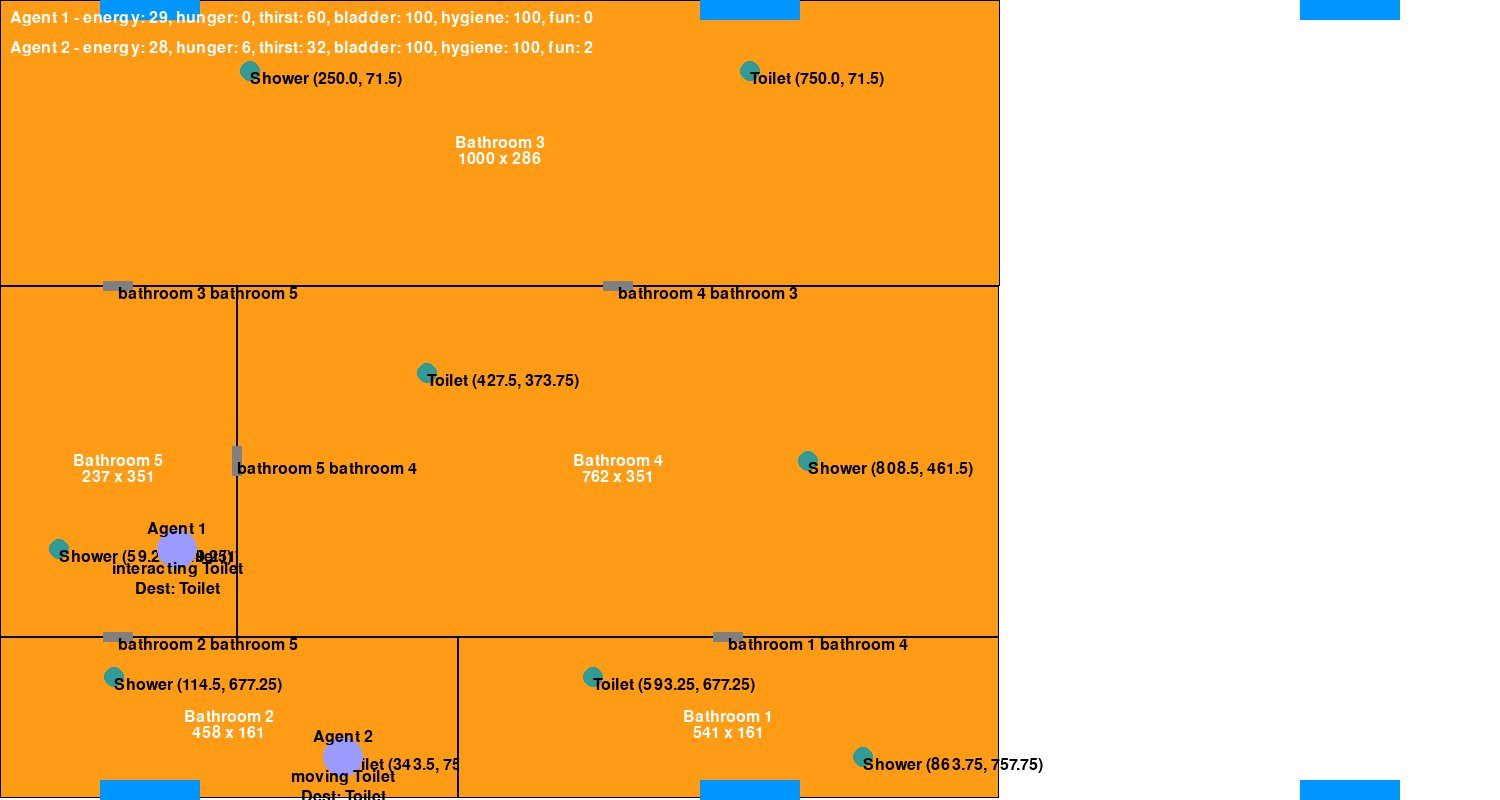 Agent 1 - energy: 29, hunger: 0, thirst: 60, bladder: 100, hygiene: 100, fun: 0
Agent 2 - energy: 28, hunger: 6, thirst: 32, bladder: 100, hygiene: 100, fun: 2
Shower (250.0, 71.5)
Toilet (750.0, 71.5)
Bathroom 3
1000 x 286
bathroom 3 bathroom 5
bathroom 4 bathroom 3
Toilet (427.5, 373.75)
Bathroom 5
237 x 351
bathroom 5 bathroom 4
Bathroom 4
762 x 351
Shower (808.5, 461.5)
Agent 1
Shower (59.2
interacting Toilet
Dest: Toilet
bathroom 2 bathroom 5
bathroom 1 bathroom 4
Shower (114.5, 677.25)
Toilet (593.25, 677.25)
Bathroom 2
458 x 161
Bathroom 1
541 x 161
Agent 2
ilet (343.5, 75
Shower (863.75, 757.75)
moving Toilet
Dest: Toilet